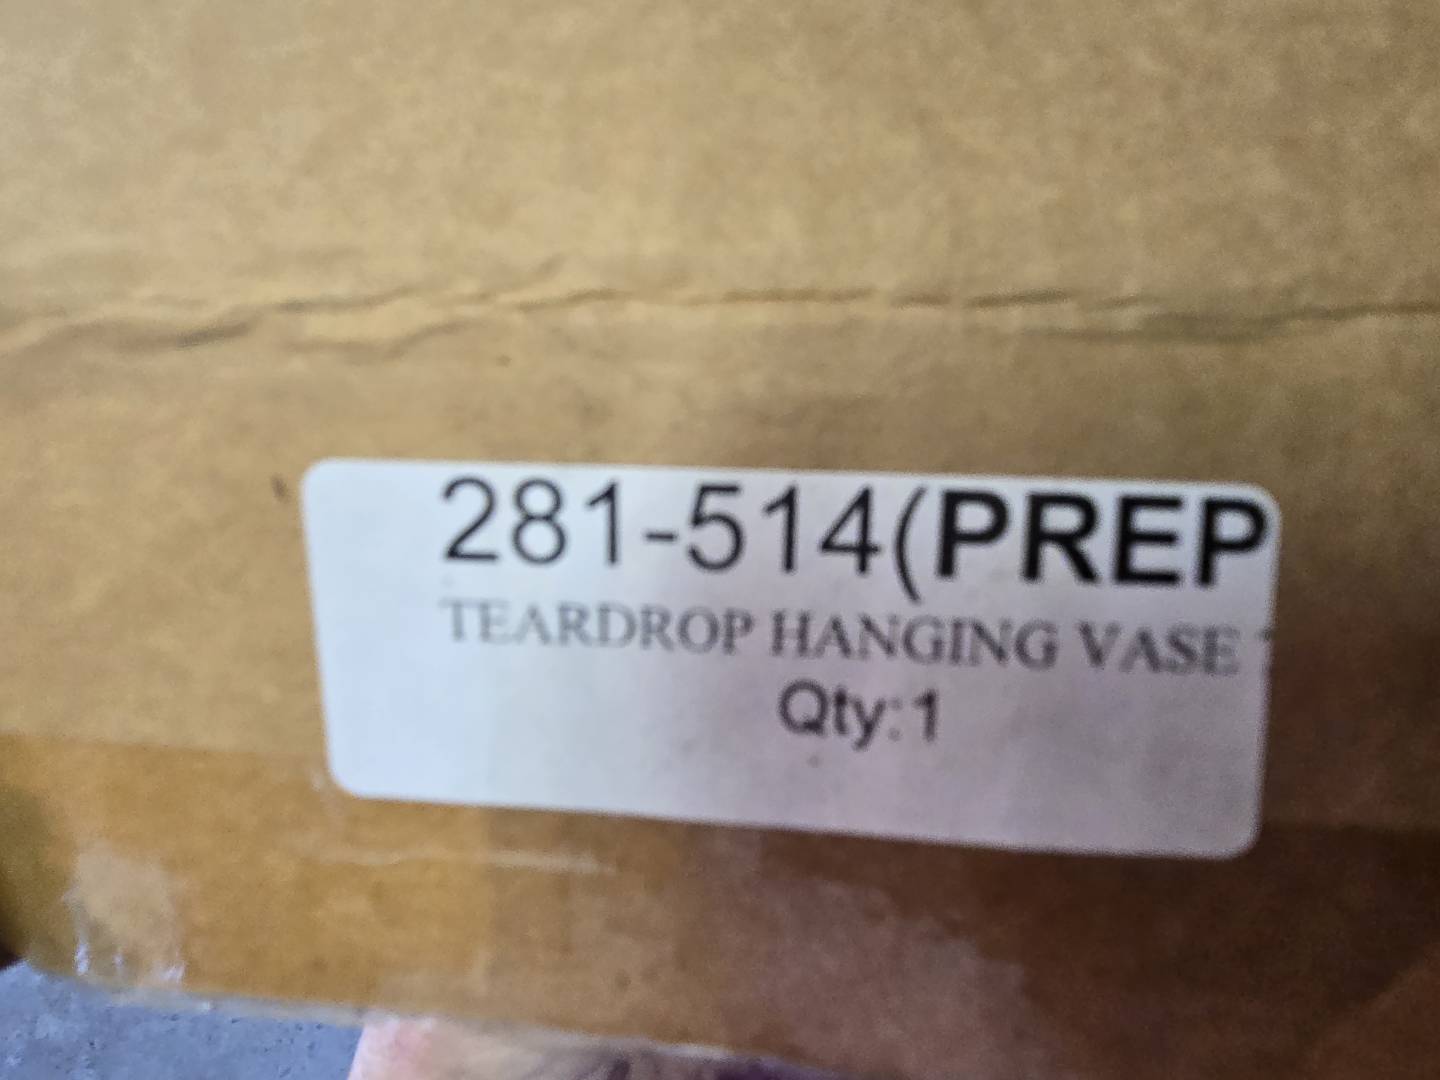 281-514(PREP
TEARDROP HANGING VASE
Qty:1